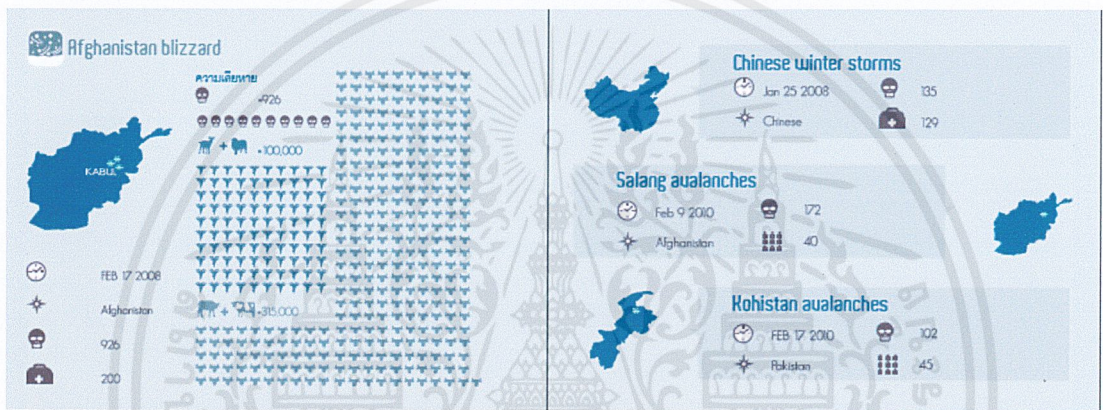 Afghanistan blizzard
ความเสียหาย
=926
KABUL
=100,000
=315,000
FEB 17 2008
Afghanistan
926
200
Chinese winter storms
Jan 25 2008
135
Chinese
129
Salang avalanches
Feb 9 2010
172
Afghanistan
40
Kohistan avalanches
FEB 17 2010
102
Pakistan
45